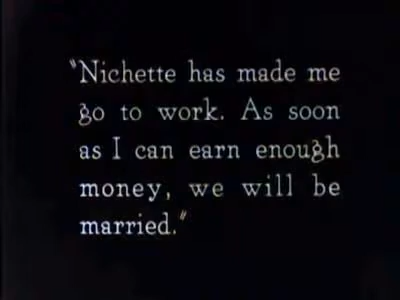 "Nichette has made me
go to work. As soon
as I can earn enough
money, we will be
married."